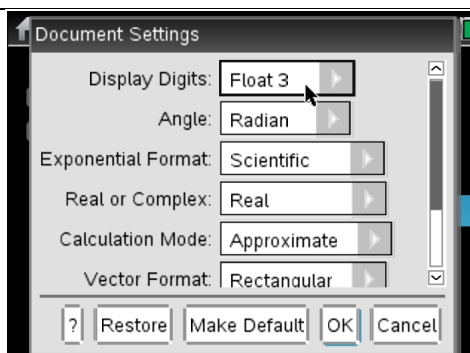 Document Settings
Display Digits: Float 3
Angle: Radian
Exponential Format: Scientific
Real or Complex: Real
Calculation Mode: Approximate
Vector Format: Rectangular
? Restore Make Default OK Cancel